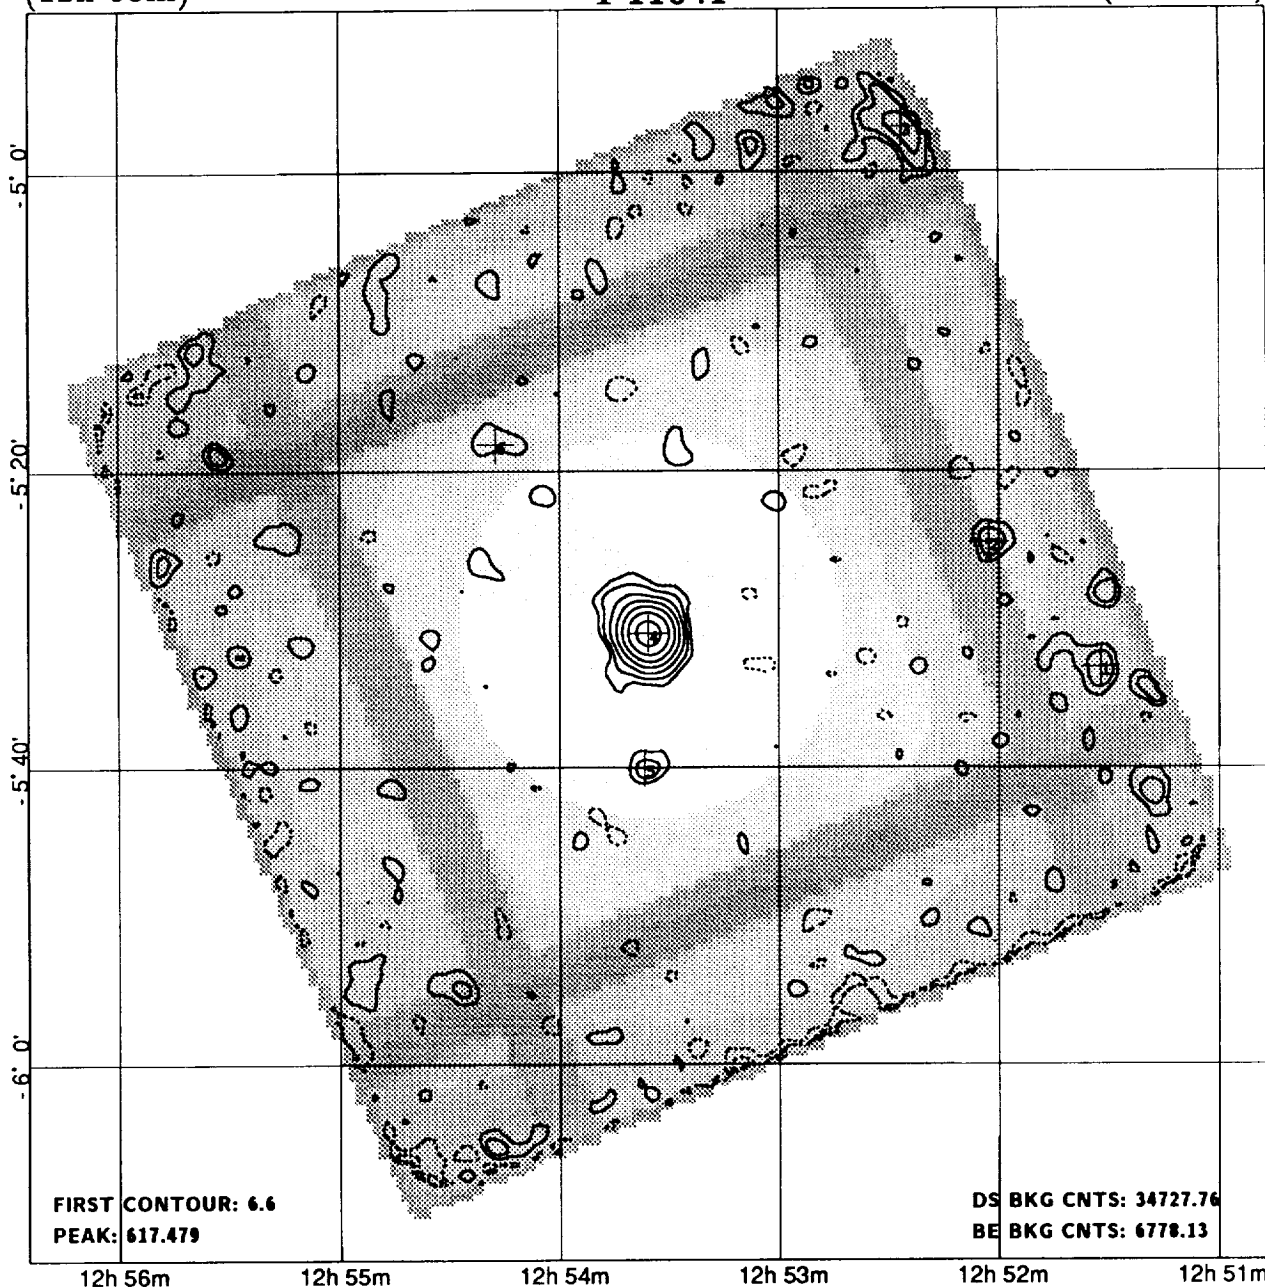 -5° 0'
-5° 20'
-5° 40'
-6° 0'
FIRST CONTOUR: 6.6
PEAK: 617.479
DS BKG CNTS: 34727.76
BE BKG CNTS: 6778.13
12h 56m 12h 55m 12h 54m 12h 53m 12h 52m 12h 51m